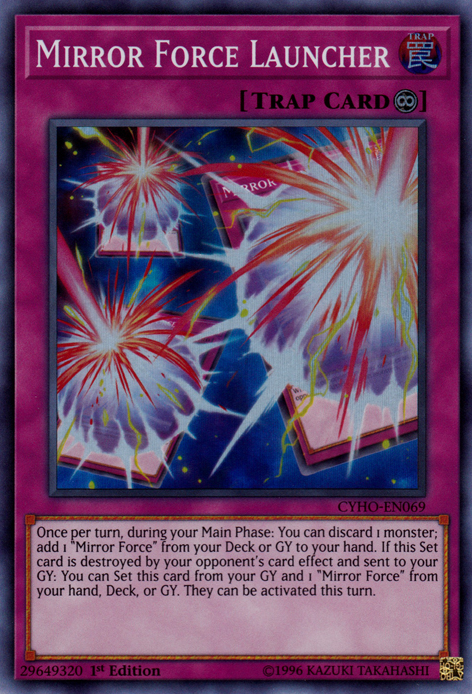 MIRROR FORCE LAUNCHER
TRAP
罠
[TRAP CARD∞]
MIRROR
CYHO-EN069
Once per turn, during your Main Phase: You can discard 1 monster;
add 1 "Mirror Force" from your Deck or GY to your hand. If this Set
card is destroyed by your opponent's card effect and sent to your
GY: You can Set this card from your GY and 1 "Mirror Force" from
your hand, Deck, or GY. They can be activated this turn.
29649320 1st Edition ©1996 KAZUKI TAKAHASHI